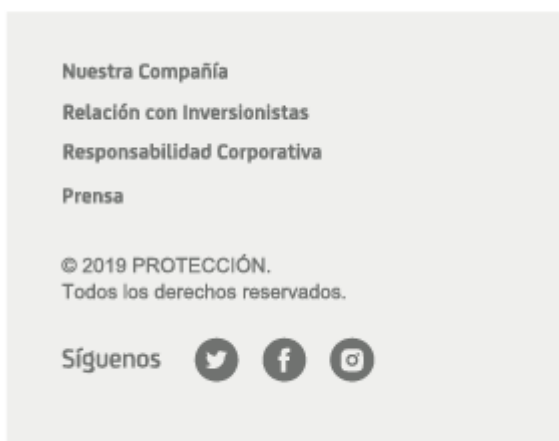 Nuestra Compañía
Relación con Inversionistas
Responsabilidad Corporativa
Prensa
© 2019 PROTECCIÓN.
Todos los derechos reservados.
Síguenos